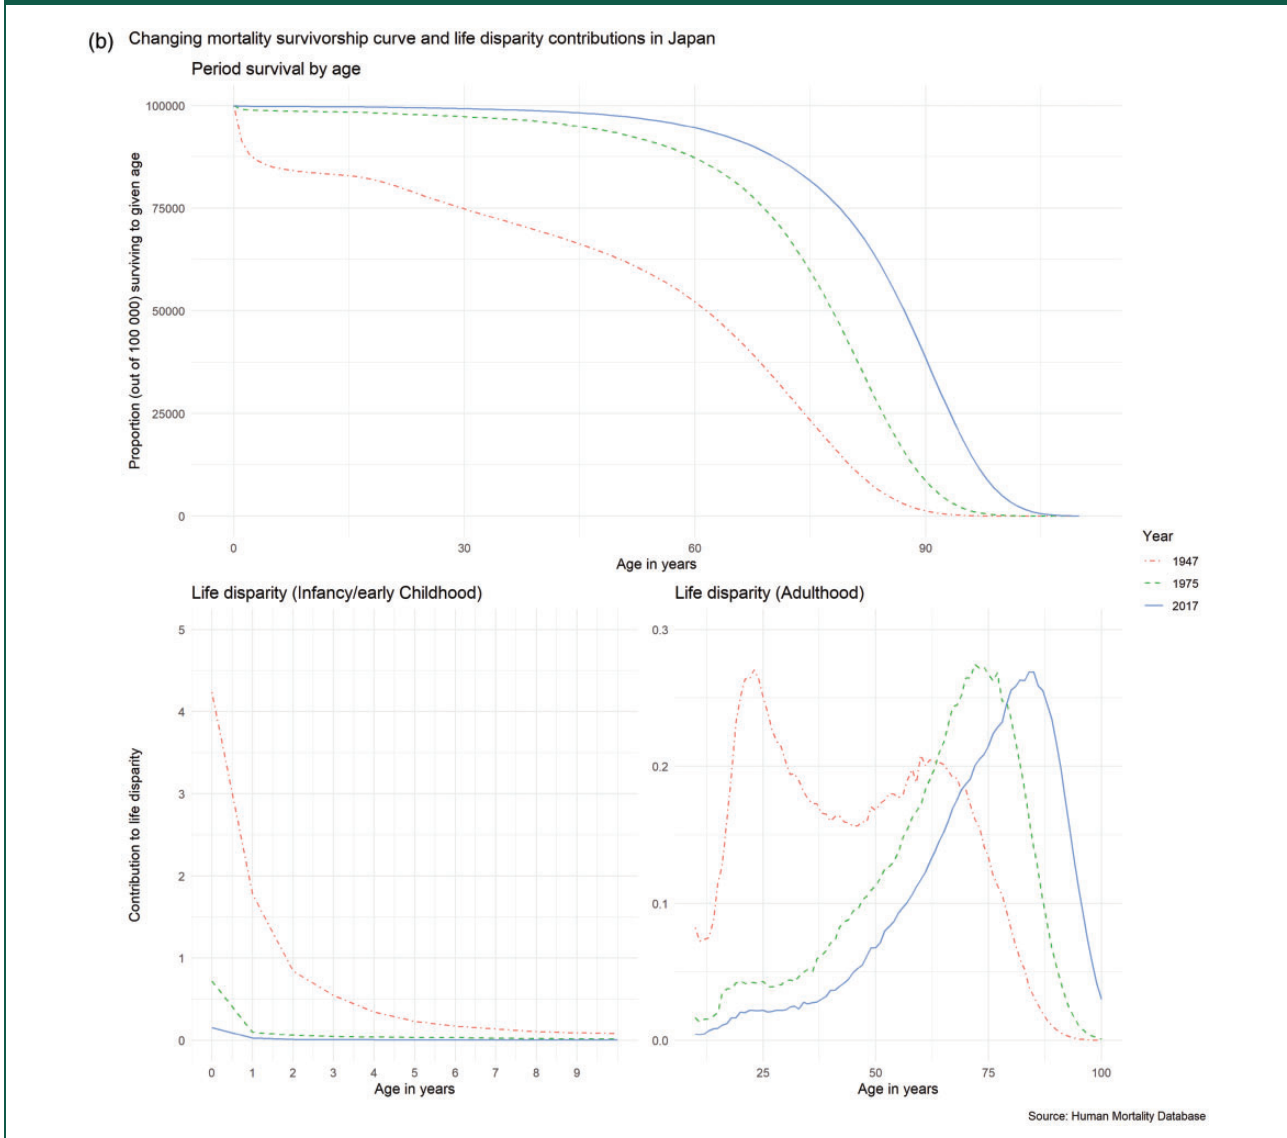 (b) Changing mortality survivorship curve and life disparity contributions in Japan
Period survival by age
Proportion (out of 100 000) surviving to given age
100000
75000
50000
25000
0
0 30 60 90
Age in years
Year
1947
1975
2017
Life disparity (Infancy/early Childhood)
Contribution to life disparity
5
4
3
2
1
0
0 1 2 3 4 5 6 7 8 9
Age in years
Life disparity (Adulthood)
0.3
0.2
0.1
0.0
25 50 75 100
Age in years
Source: Human Mortality Database